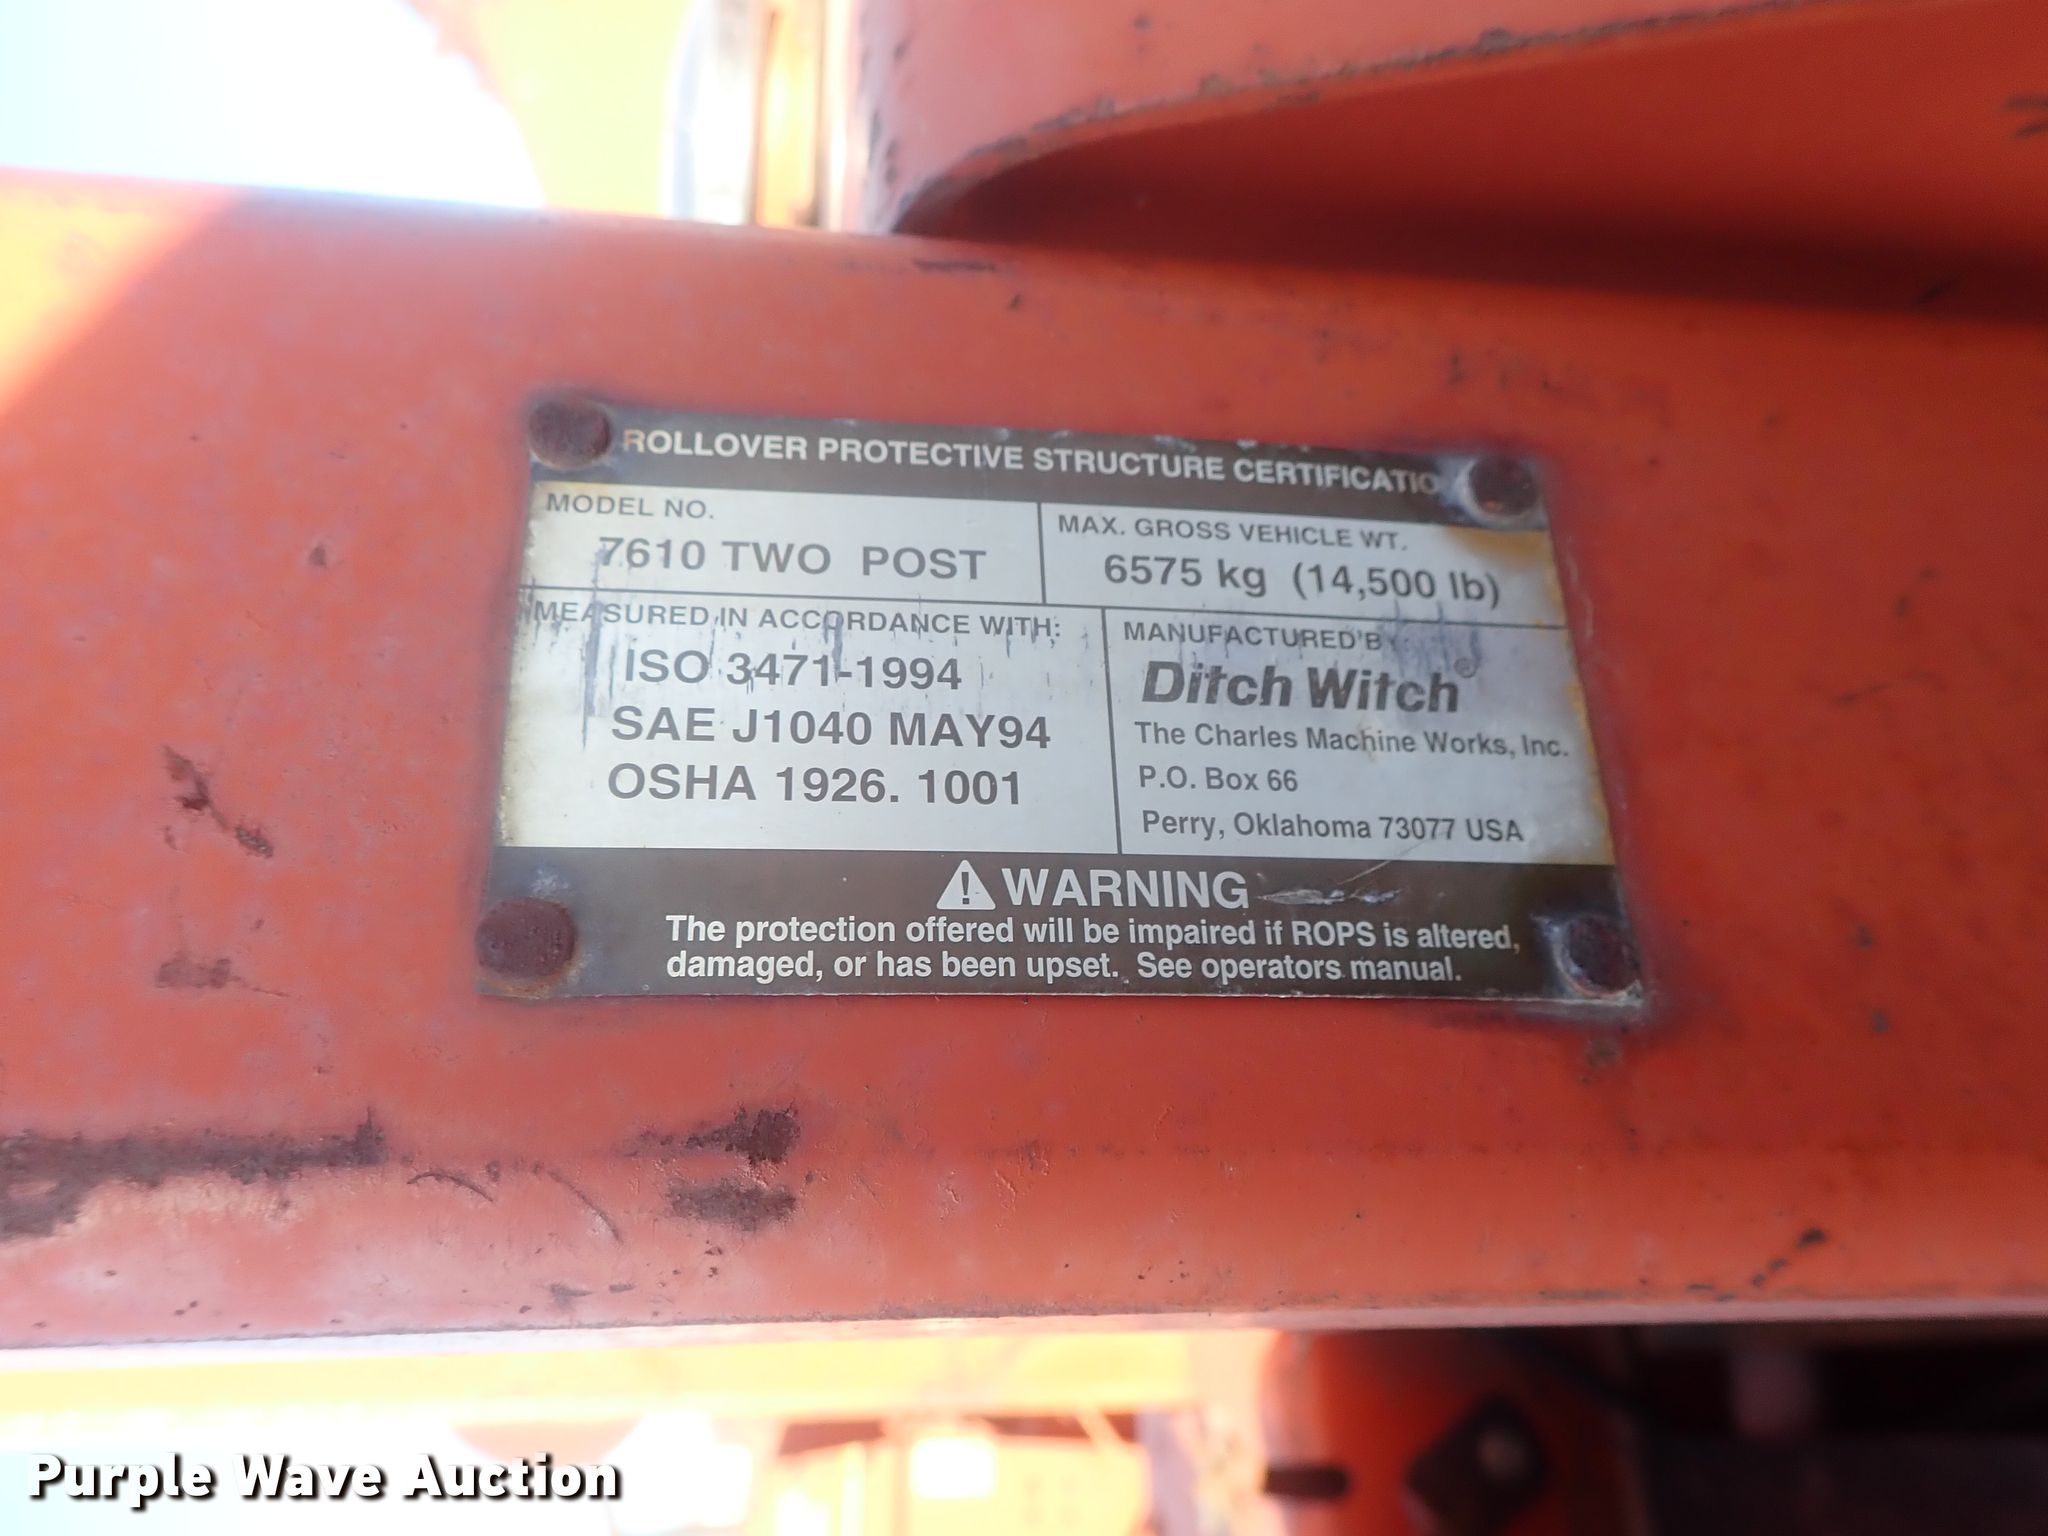 ROLLOVER PROTECTIVE STRUCTURE CERTIFICATIO
MODEL NO.
7610 TWO POST
MAX. GROSS VEHICLE WT.
6575 kg (14,500 lb)
MEASURED IN ACCORDANCE WITH:
ISO 3471-1994
SAE J1040 MAY94
OSHA 1926. 1001
MANUFACTURED BY:
Ditch Witch®
The Charles Machine Works, Inc.
P.O. Box 66
Perry, Oklahoma 73077 USA
WARNING
The protection offered will be impaired if ROPS is altered,
damaged, or has been upset. See operators manual.
Purple Wave Auction